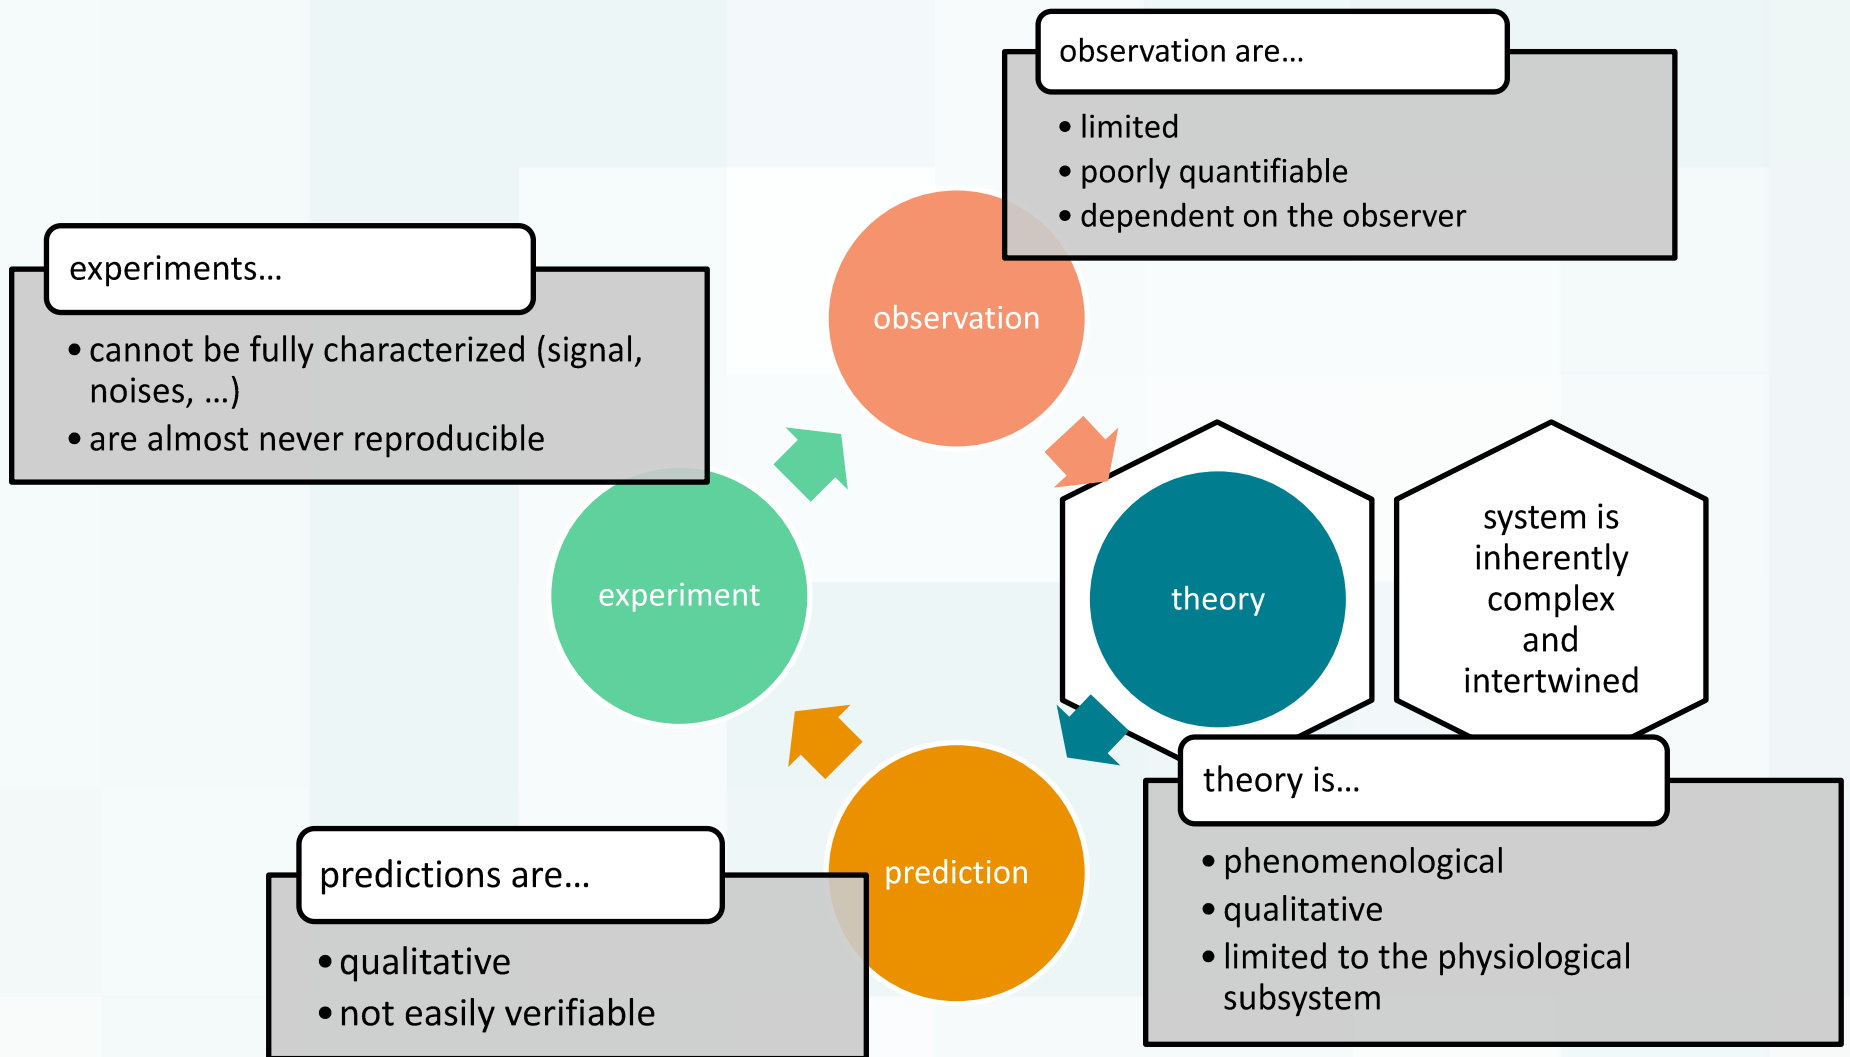 observation are…
• limited
• poorly quantifiable
• dependent on the observer
experiments…
• cannot be fully characterized (signal,
noises, …)
• are almost never reproducible
observation
experiment
theory
system is
inherently
complex
and
intertwined
prediction
theory is…
• phenomenological
• qualitative
• limited to the physiological
subsystem
predictions are…
• qualitative
• not easily verifiable